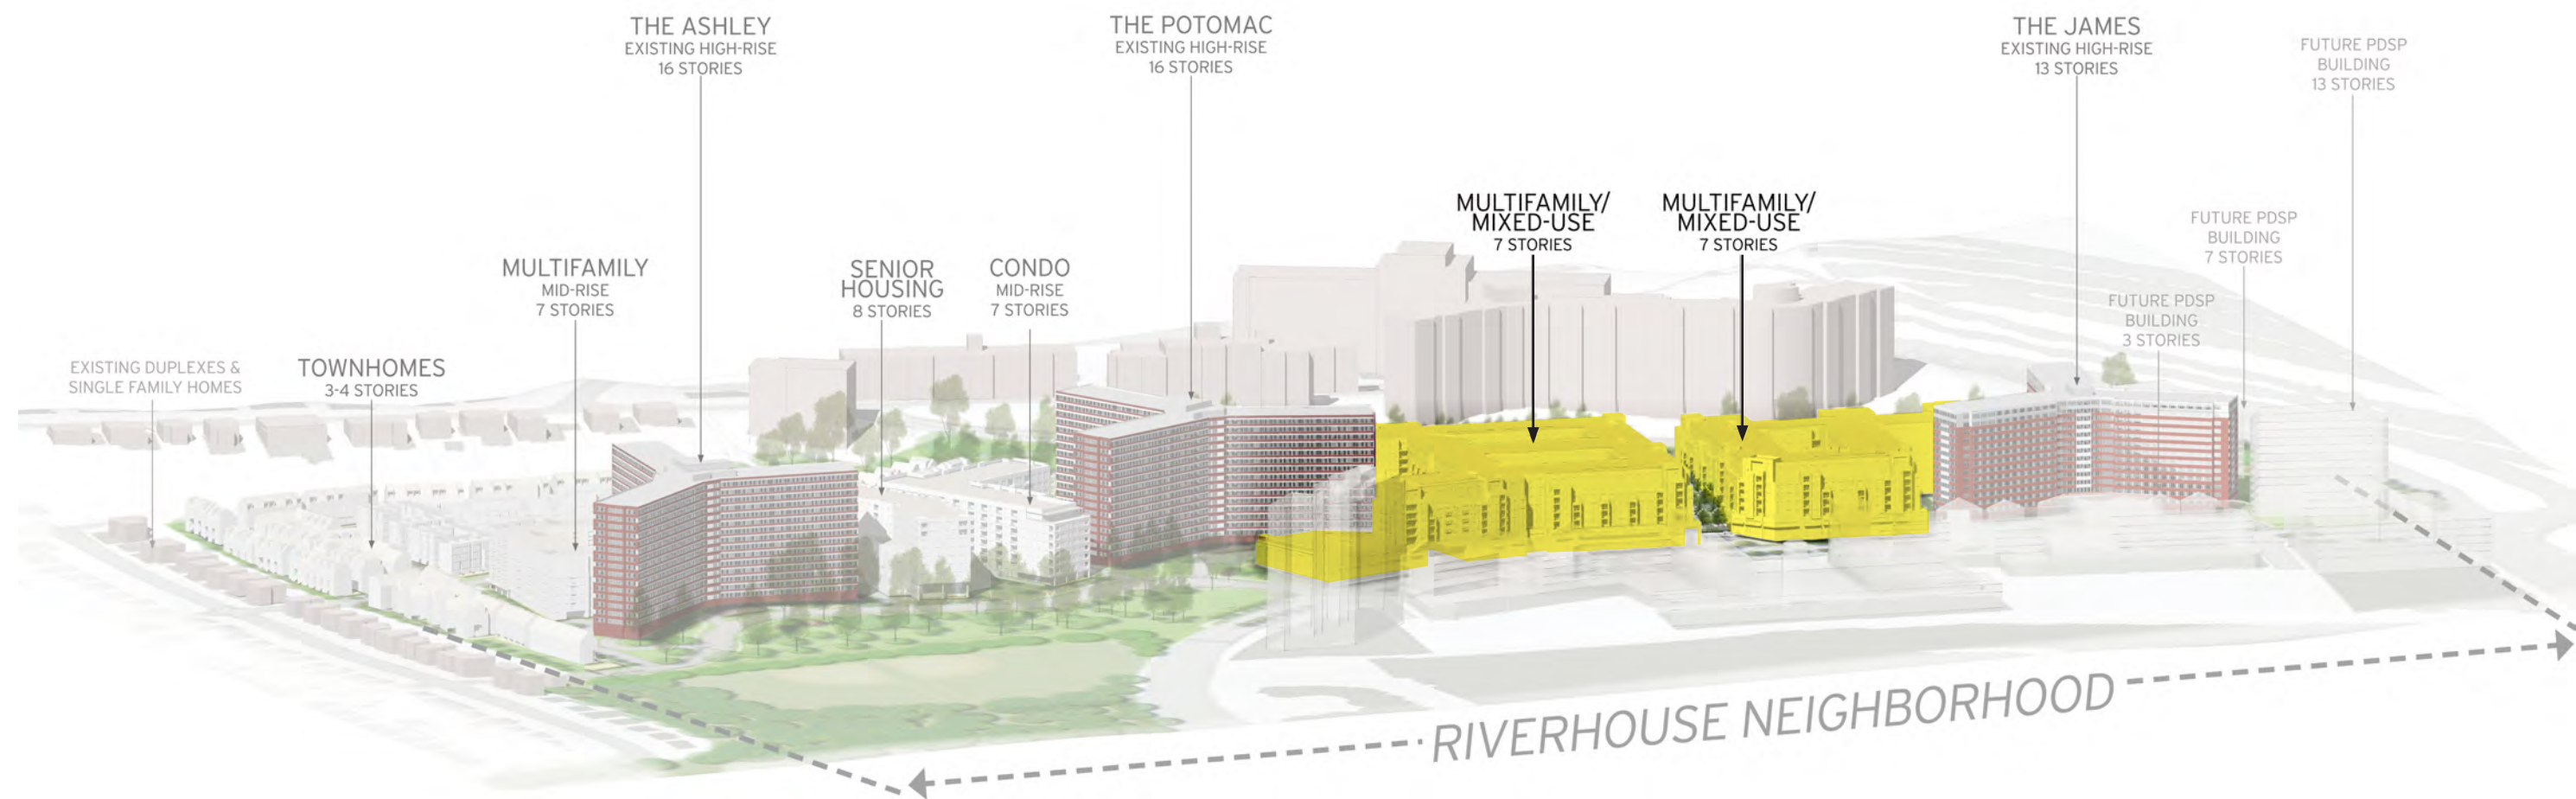 THE ASHLEY
EXISTING HIGH-RISE
16 STORIES
THE POTOMAC
EXISTING HIGH-RISE
16 STORIES
THE JAMES
EXISTING HIGH-RISE
13 STORIES
FUTURE PDSP
BUILDING
13 STORIES
MULTIFAMILY/
MIXED-USE
7 STORIES
MULTIFAMILY/
MIXED-USE
7 STORIES
FUTURE PDSP
BUILDING
7 STORIES
MULTIFAMILY
MID-RISE
7 STORIES
SENIOR
HOUSING
8 STORIES
CONDO
MID-RISE
7 STORIES
FUTURE PDSP
BUILDING
3 STORIES
EXISTING DUPLEXES &
SINGLE FAMILY HOMES
TOWNHOMES
3-4 STORIES
RIVERHOUSE NEIGHBORHOOD